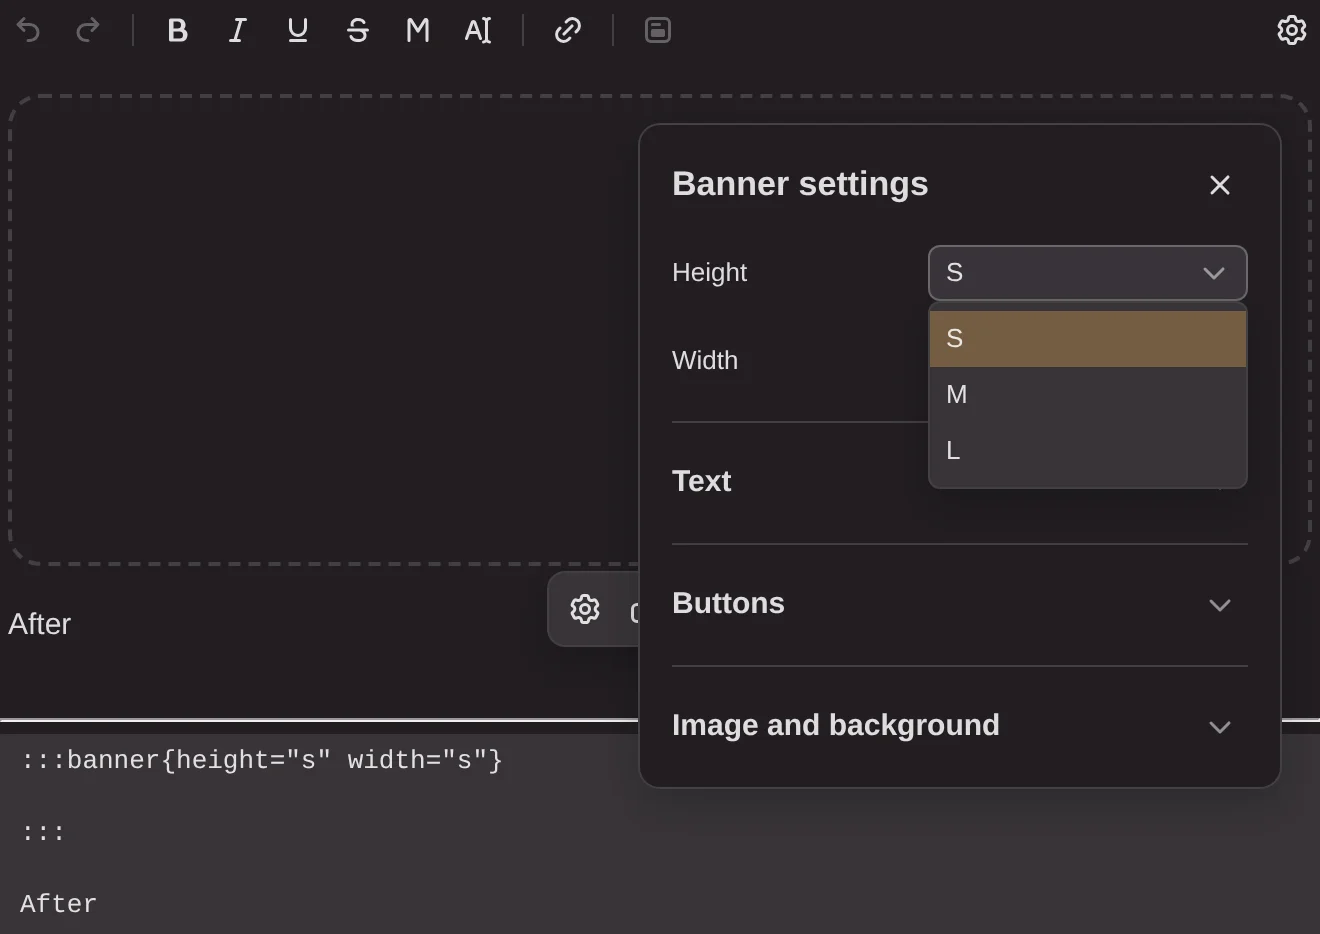 Banner settings
Height
S
S
M
L
Width
Text
Buttons
Image and background
After
:::banner{height="s" width="s"}
:::
After